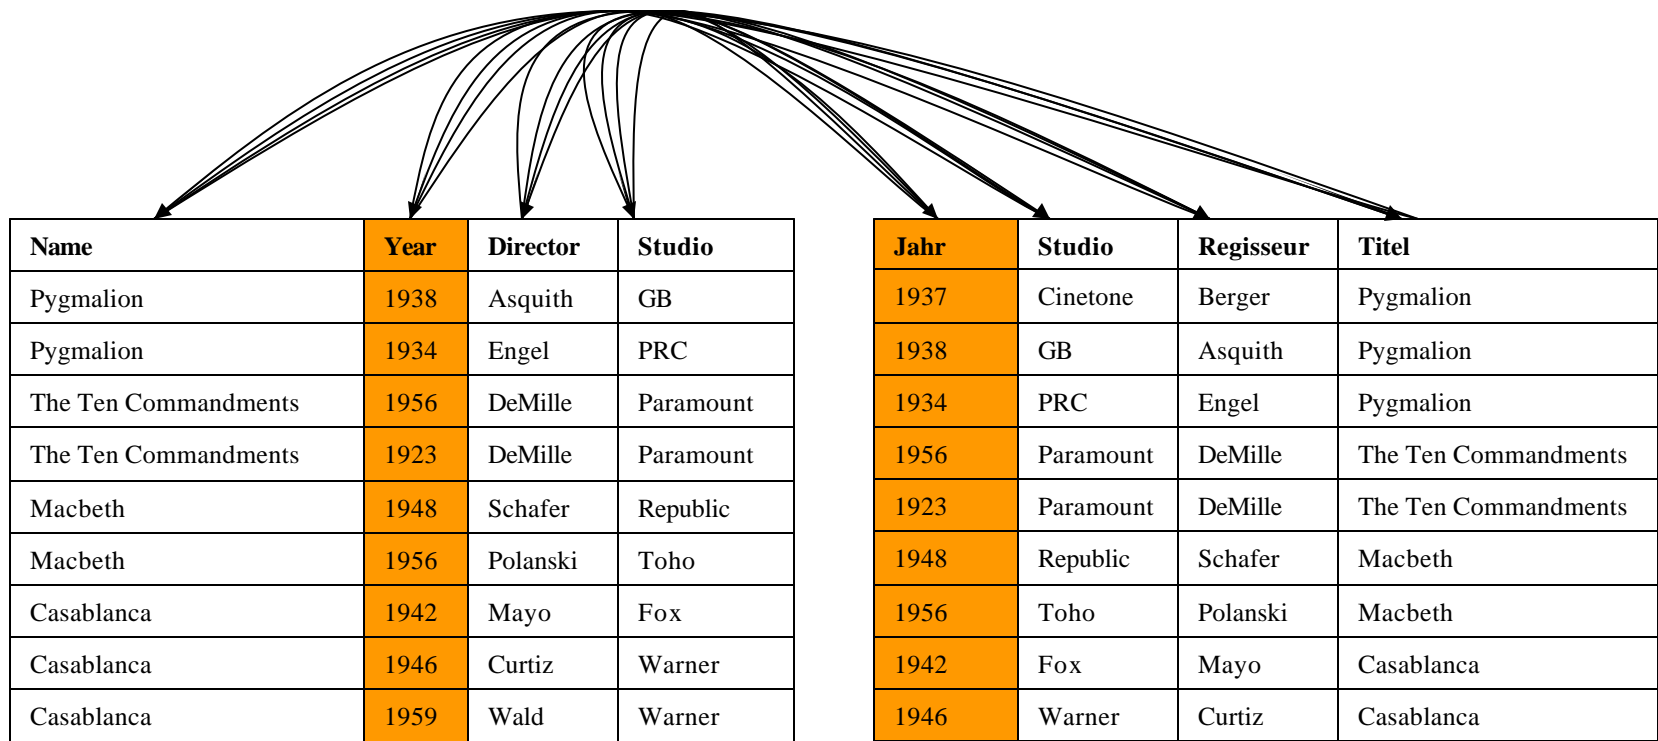 Name Year Director Studio
Pygmalion 1938 Asquith GB
Pygmalion 1934 Engel PRC
The Ten Commandments 1956 DeMille Paramount
The Ten Commandments 1923 DeMille Paramount
Macbeth 1948 Schafer Republic
Macbeth 1956 Polanski Toho
Casablanca 1942 Mayo Fox
Casablanca 1946 Curtiz Warner
Casablanca 1959 Wald Warner
Jahr Studio Regisseur Titel
1937 Cinetone Berger Pygmalion
1938 GB Asquith Pygmalion
1934 PRC Engel Pygmalion
1956 Paramount DeMille The Ten Commandments
1923 Paramount DeMille The Ten Commandments
1948 Republic Schafer Macbeth
1956 Toho Polanski Macbeth
1942 Fox Mayo Casablanca
1946 Warner Curtiz Casablanca